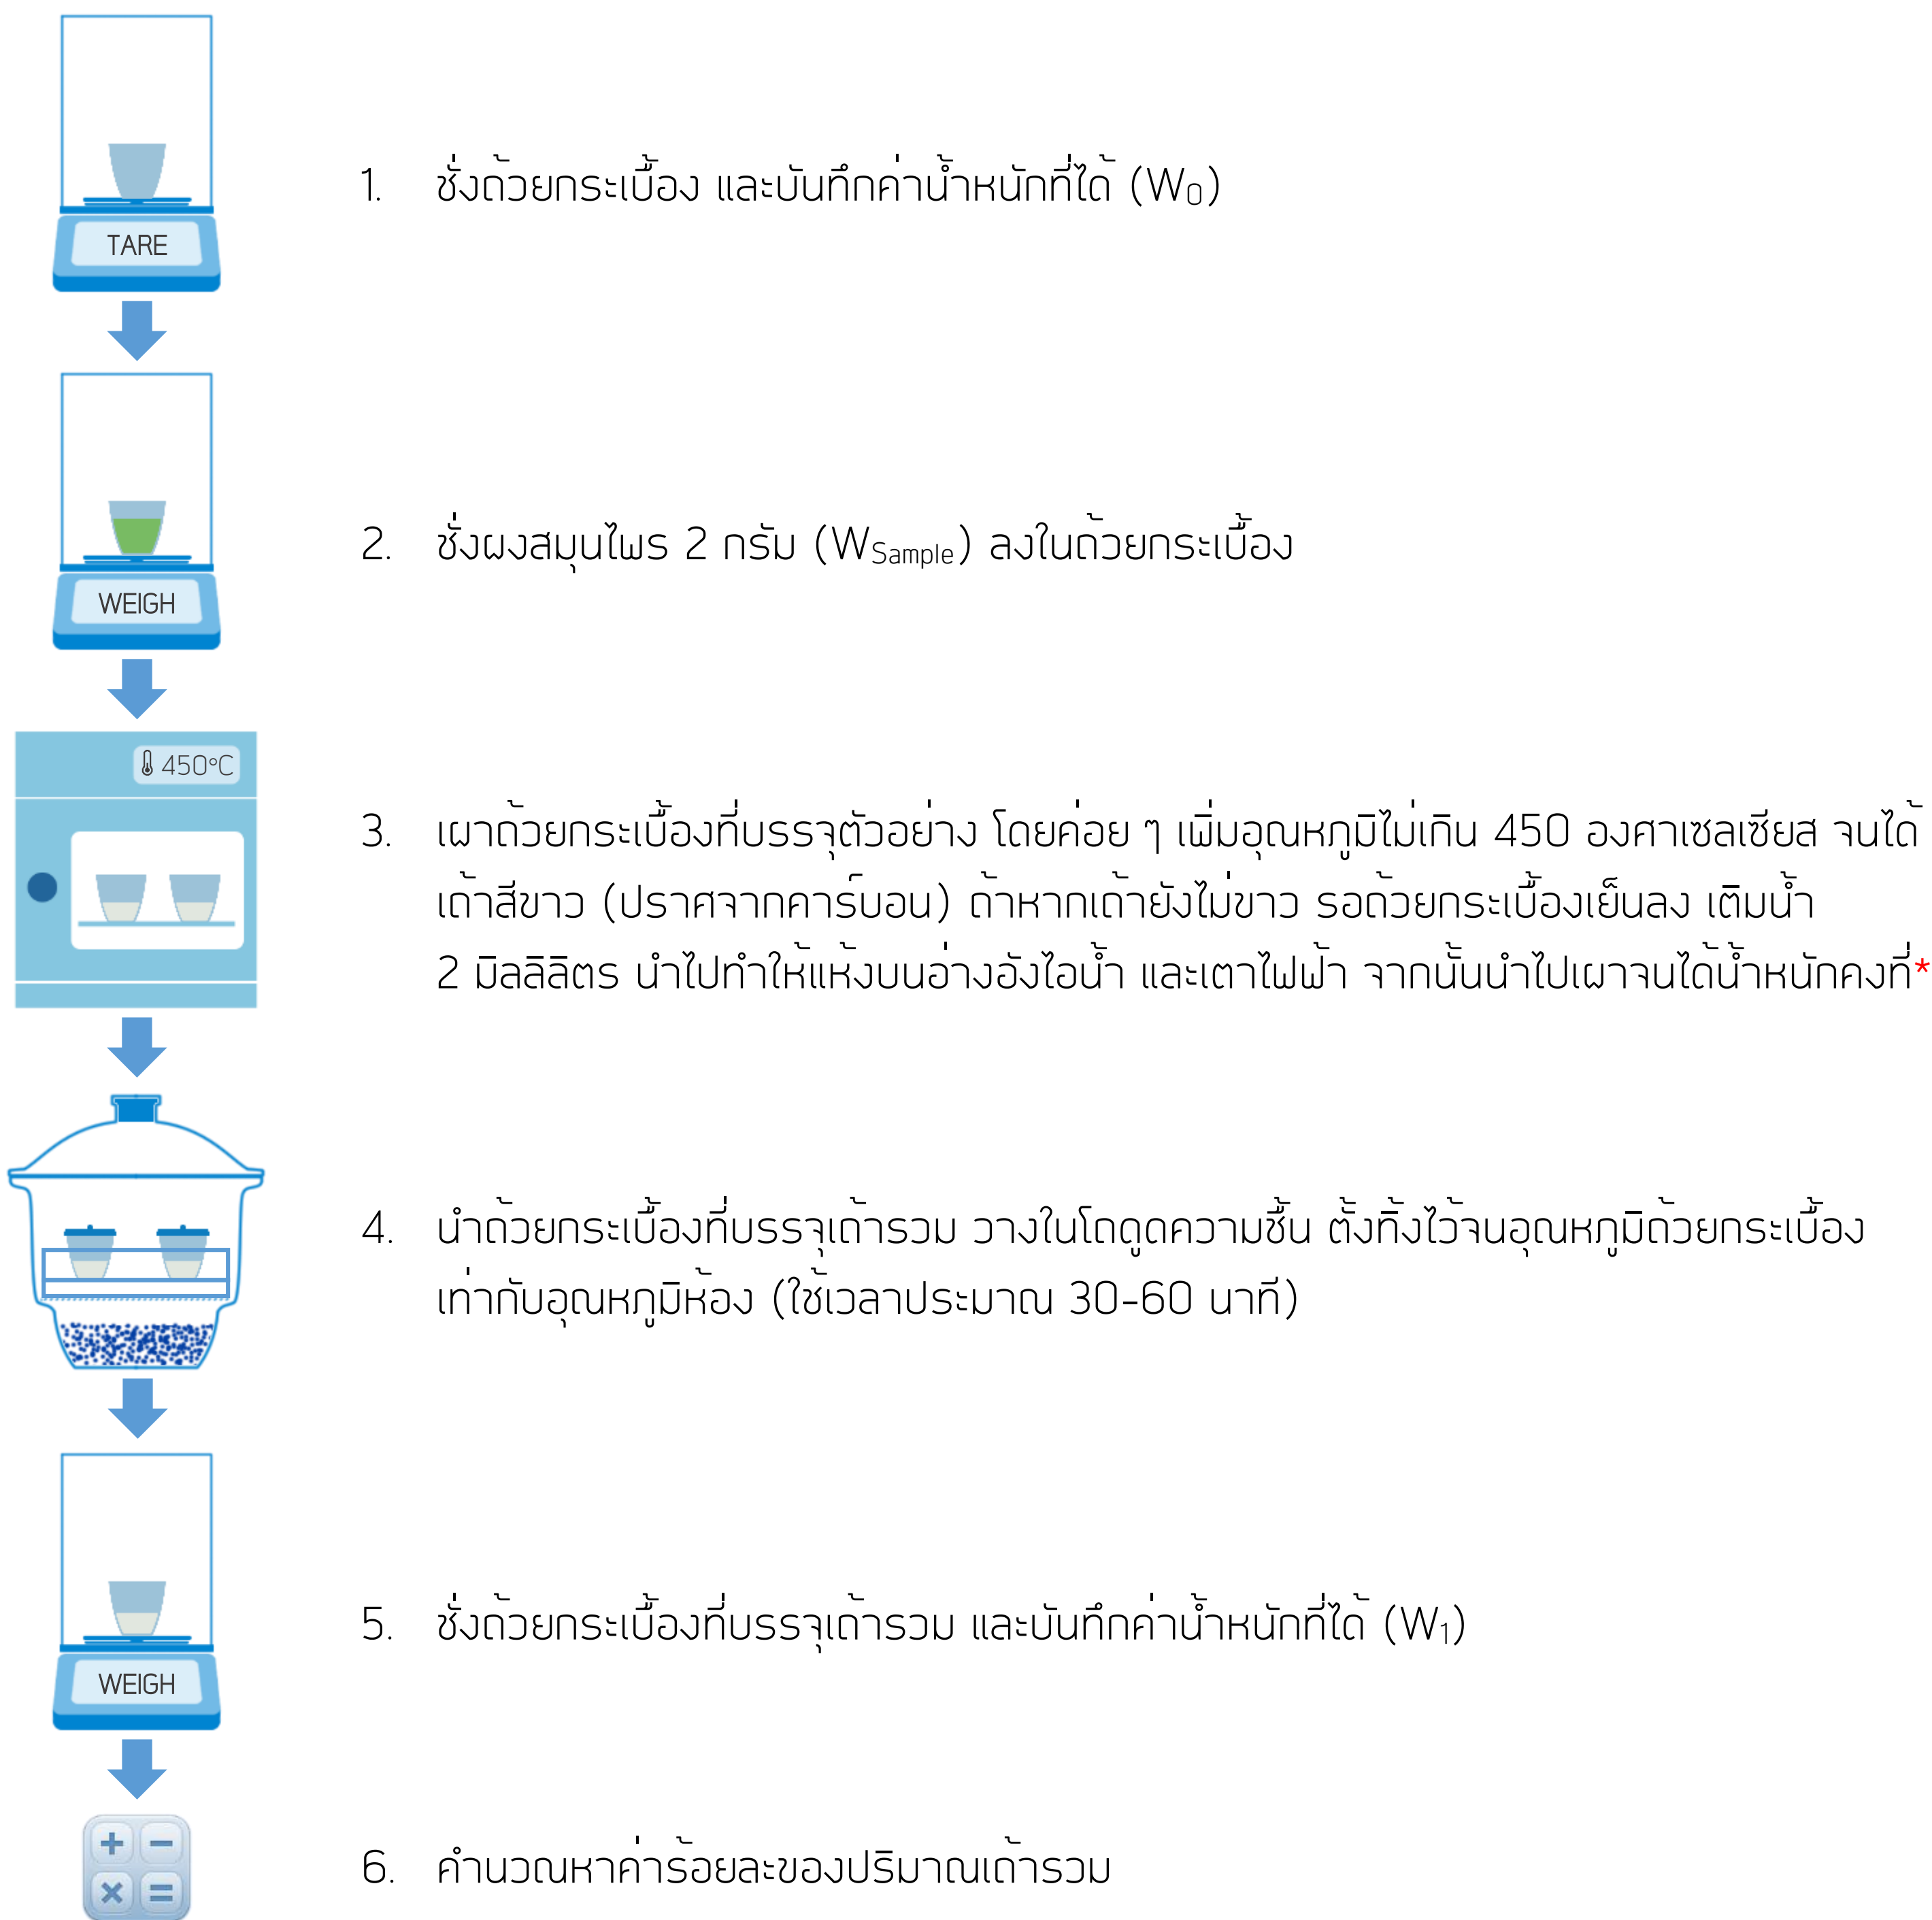 TARE
1. ชั่งถ้วยกระเบื้อง และบันทึกค่าน้ำหนักที่ได้ (W₀)
WEIGH
2. ชั่งผงสมุนไพร 2 กรัม (W_Sample) ลงในถ้วยกระเบื้อง
450°C
3. เผาถ้วยกระเบื้องที่บรรจุตัวอย่าง โดยค่อย ๆ เพิ่มอุณหภูมิไม่เกิน 450 องศาเซลเซียส จนได้
เถ้าสีขาว (ปราศจากคาร์บอน) ถ้าหากเถ้ายังไม่ขาว รอถ้วยกระเบื้องเย็นลง เติมน้ำ
2 มิลลิลิตร นำไปทำให้แห้งบนอ่างอังไอน้ำ และเตาไฟฟ้า จากนั้นนำไปเผาจนได้น้ำหนักคงที่*
4. นำถ้วยกระเบื้องที่บรรจุเถ้ารวม วางในโถดูดความชื้น ตั้งทิ้งไว้จนอุณหภูมิถ้วยกระเบื้อง
เท่ากับอุณหภูมิห้อง (ใช้เวลาประมาณ 30-60 นาที)
5. ชั่งถ้วยกระเบื้องที่บรรจุเถ้ารวม และบันทึกค่าน้ำหนักที่ได้ (W₁)
WEIGH
+ −
× =
6. คำนวณหาค่าร้อยละของปริมาณเถ้ารวม